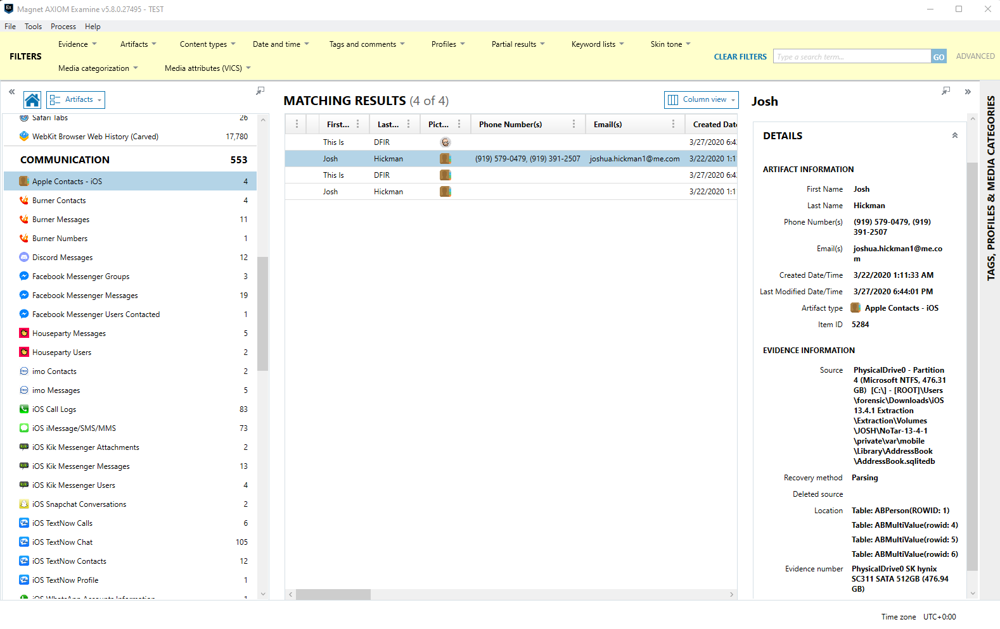 Magnet AXIOM Examine v5.8.0.27495 - TEST
File Tools Process Help
FILTERS
Evidence Artifacts Content types Date and time Tags and comments Profiles Partial results Keyword lists Skin tone
Media categorization Media attributes (VICS)
CLEAR FILTERS Type a search term... GO ADVANCED
Artifacts
Safari Tabs 26
WebKit Browser Web History (Carved) 17,780
COMMUNICATION 553
Apple Contacts - iOS 4
Burner Contacts 4
Burner Messages 11
Burner Numbers 1
Discord Messages 12
Facebook Messenger Groups 3
Facebook Messenger Messages 19
Facebook Messenger Users Contacted 1
Houseparty Messages 5
Houseparty Users 2
imo Contacts 2
imo Messages 5
iOS Call Logs 83
iOS iMessage/SMS/MMS 73
iOS Kik Messenger Attachments 2
iOS Kik Messenger Messages 13
iOS Kik Messenger Users 4
iOS Snapchat Conversations 2
iOS TextNow Calls 6
iOS TextNow Chat 105
iOS TextNow Contacts 12
iOS TextNow Profile 1
iOS WhatsApp Accounts Information 1
MATCHING RESULTS (4 of 4)
Column view
First... Last... Pict... Phone Number(s) Email(s) Created Date
This Is DFIR 3/27/2020 6:4
Josh Hickman (919) 579-0479, (919) 391-2507 joshua.hickman1@me.com 3/22/2020 1:1
This Is DFIR 3/27/2020 6:4
Josh Hickman 3/22/2020 1:1
Josh
DETAILS
ARTIFACT INFORMATION
First Name Josh
Last Name Hickman
Phone Number(s) (919) 579-0479, (919)
391-2507
Email(s) joshua.hickman1@me.co
m
Created Date/Time 3/22/2020 1:11:33 AM
Last Modified Date/Time 3/27/2020 6:44:01 PM
Artifact type Apple Contacts - iOS
Item ID 5284
EVIDENCE INFORMATION
Source PhysicalDrive0 - Partition
4 (Microsoft NTFS, 476.31
GB) [C:\] - [ROOT]\Users
\forensic\Downloads\iOS
13.4.1 Extraction
\Extraction\Volumes
\JOSH\NoTar-13-4-1
\private\var\mobile
\Library\AddressBook
\AddressBook.sqlitedb
Recovery method Parsing
Deleted source
Location Table: ABPerson(ROWID: 1)
Table: ABMultiValue(rowid: 4)
Table: ABMultiValue(rowid: 5)
Table: ABMultiValue(rowid: 6)
Evidence number PhysicalDrive0 SK hynix
SC311 SATA 512GB (476.94
GB)
TAGS, PROFILES & MEDIA CATEGORIES
Time zone UTC+0:00